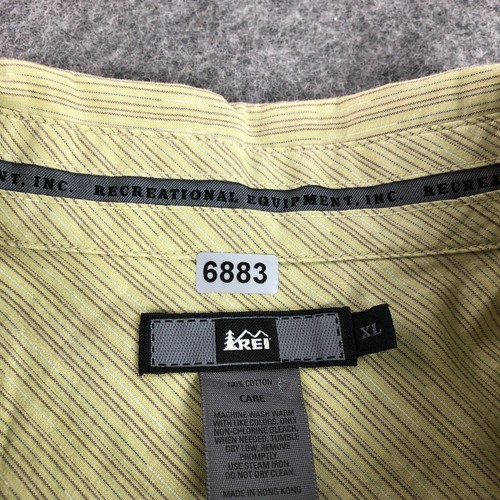 NT, INC. RECREATIONAL EQUIPMENT, INC. RECREA
6883
REI
XL
100% COTTON
CARE
MACHINE WASH WARM
WITH LIKE COLORS. ONLY
NON-CHLORINE BLEACH,
WHEN NEEDED. TUMBLE
DRY LOW, REMOVE
PROMPTLY.
USE STEAM IRON.
DO NOT DRY CLEAN.
MADE IN HONG KONG